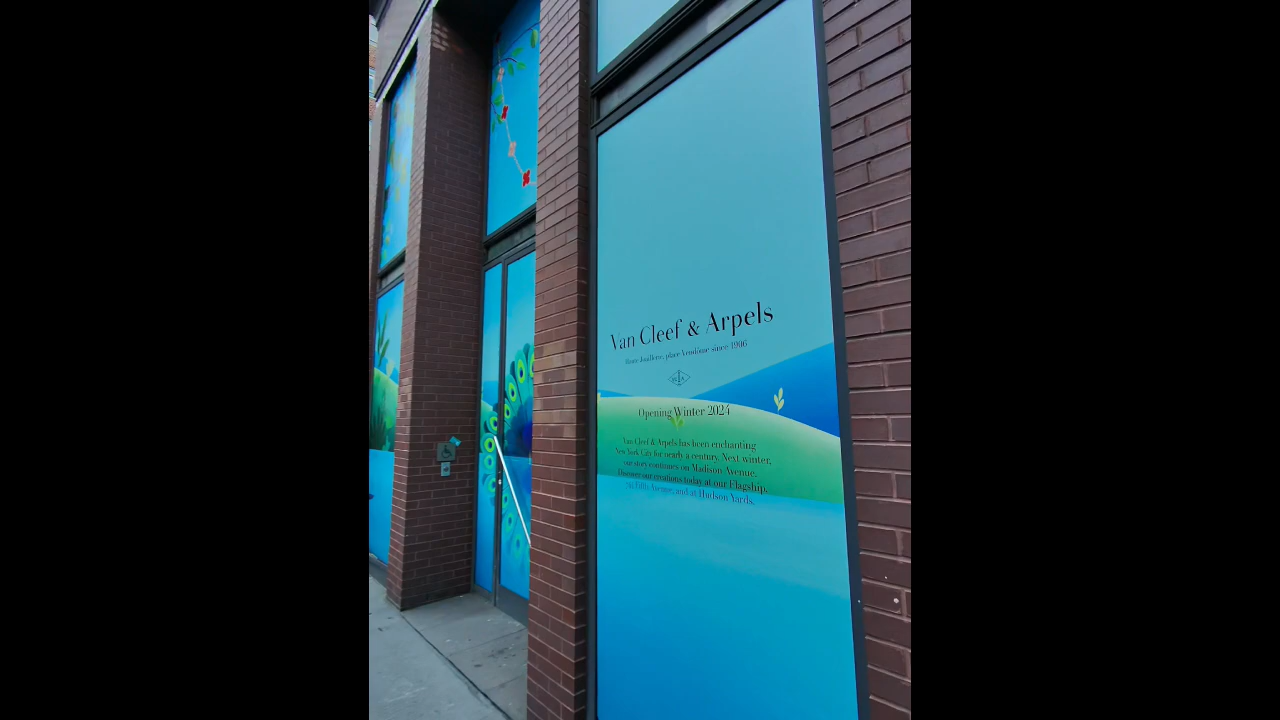 Van Cleef & Arpels
Haute Joaillerie, place Vendôme since 1906
Opening Winter 2024
Van Cleef & Arpels has been enchanting
New York City for nearly a century. Next winter,
our story continues on Madison Avenue.
Discover our creations today at our Flagship,
Fifth Avenue, and at Hudson Yards.